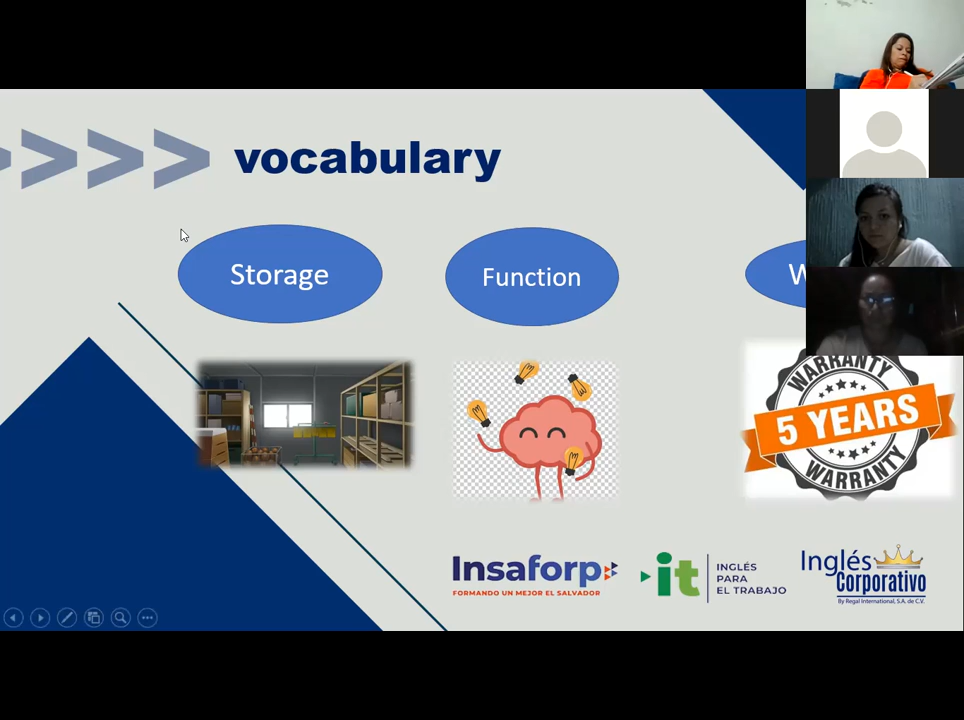 >>>> vocabulary
Storage
Function
W
WARRANTY
5 YEARS
WARRANTY
Insaforp
FORMANDO UN MEJOR EL SALVADOR
it
INGLÉS
PARA
EL TRABAJO
Inglés
Corporativo
By Regal International, S.A. de C.V.